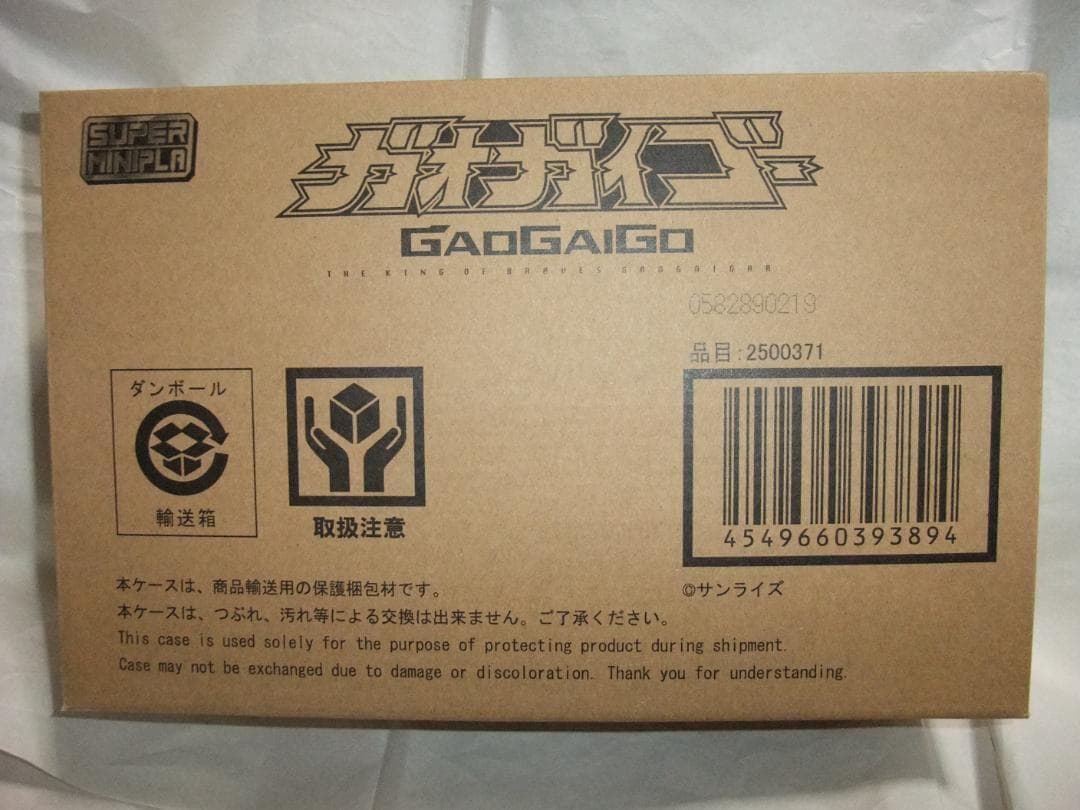 SUPER
MINIPLA
ガオガイゴー
GAOGAIGO
THE KING OF BRAVES GAOGAIGAR
0582890219
品目:2500371
ダンボール
輸送箱
取扱注意
4549660393894
©サンライズ
本ケースは、商品輸送用の保護梱包材です。
本ケースは、つぶれ、汚れ等による交換は出来ません。ご了承ください。
This case is used solely for the purpose of protecting product during shipment.
Case may not be exchanged due to damage or discoloration. Thank you for understanding.